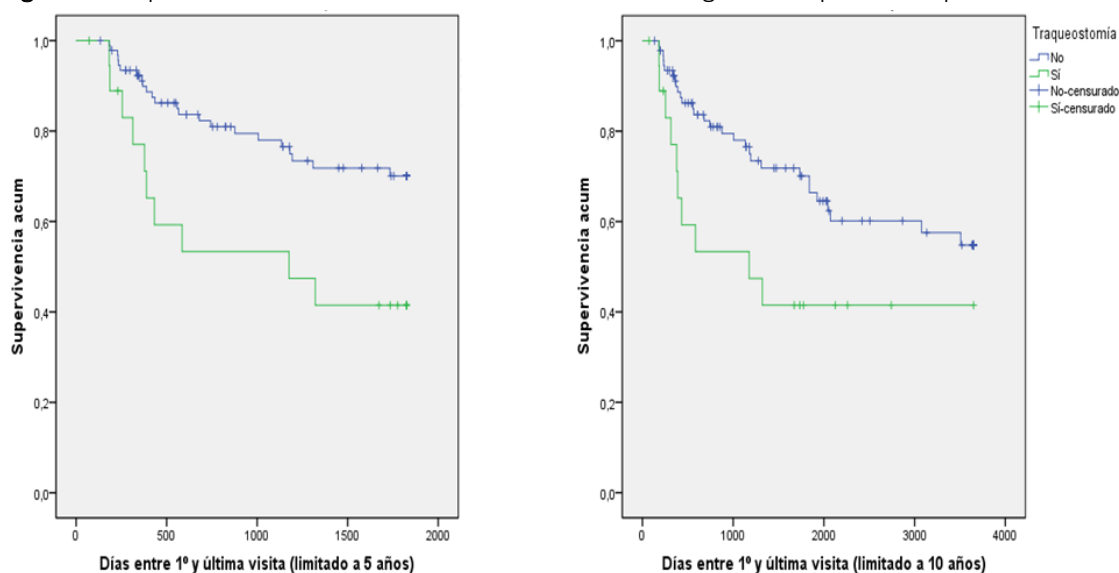 1,0
0,8
0,6
0,4
0,2
0,0
Supervivencia acum
0
500
1000
1500
2000
Días entre 1º y última visita (limitado a 5 años)
1,0
0,8
0,6
0,4
0,2
0,0
Supervivencia acum
0
1000
2000
3000
4000
Días entre 1º y última visita (limitado a 10 años)
Traqueostomía
No
Sí
No-censurado
Sí-censurado